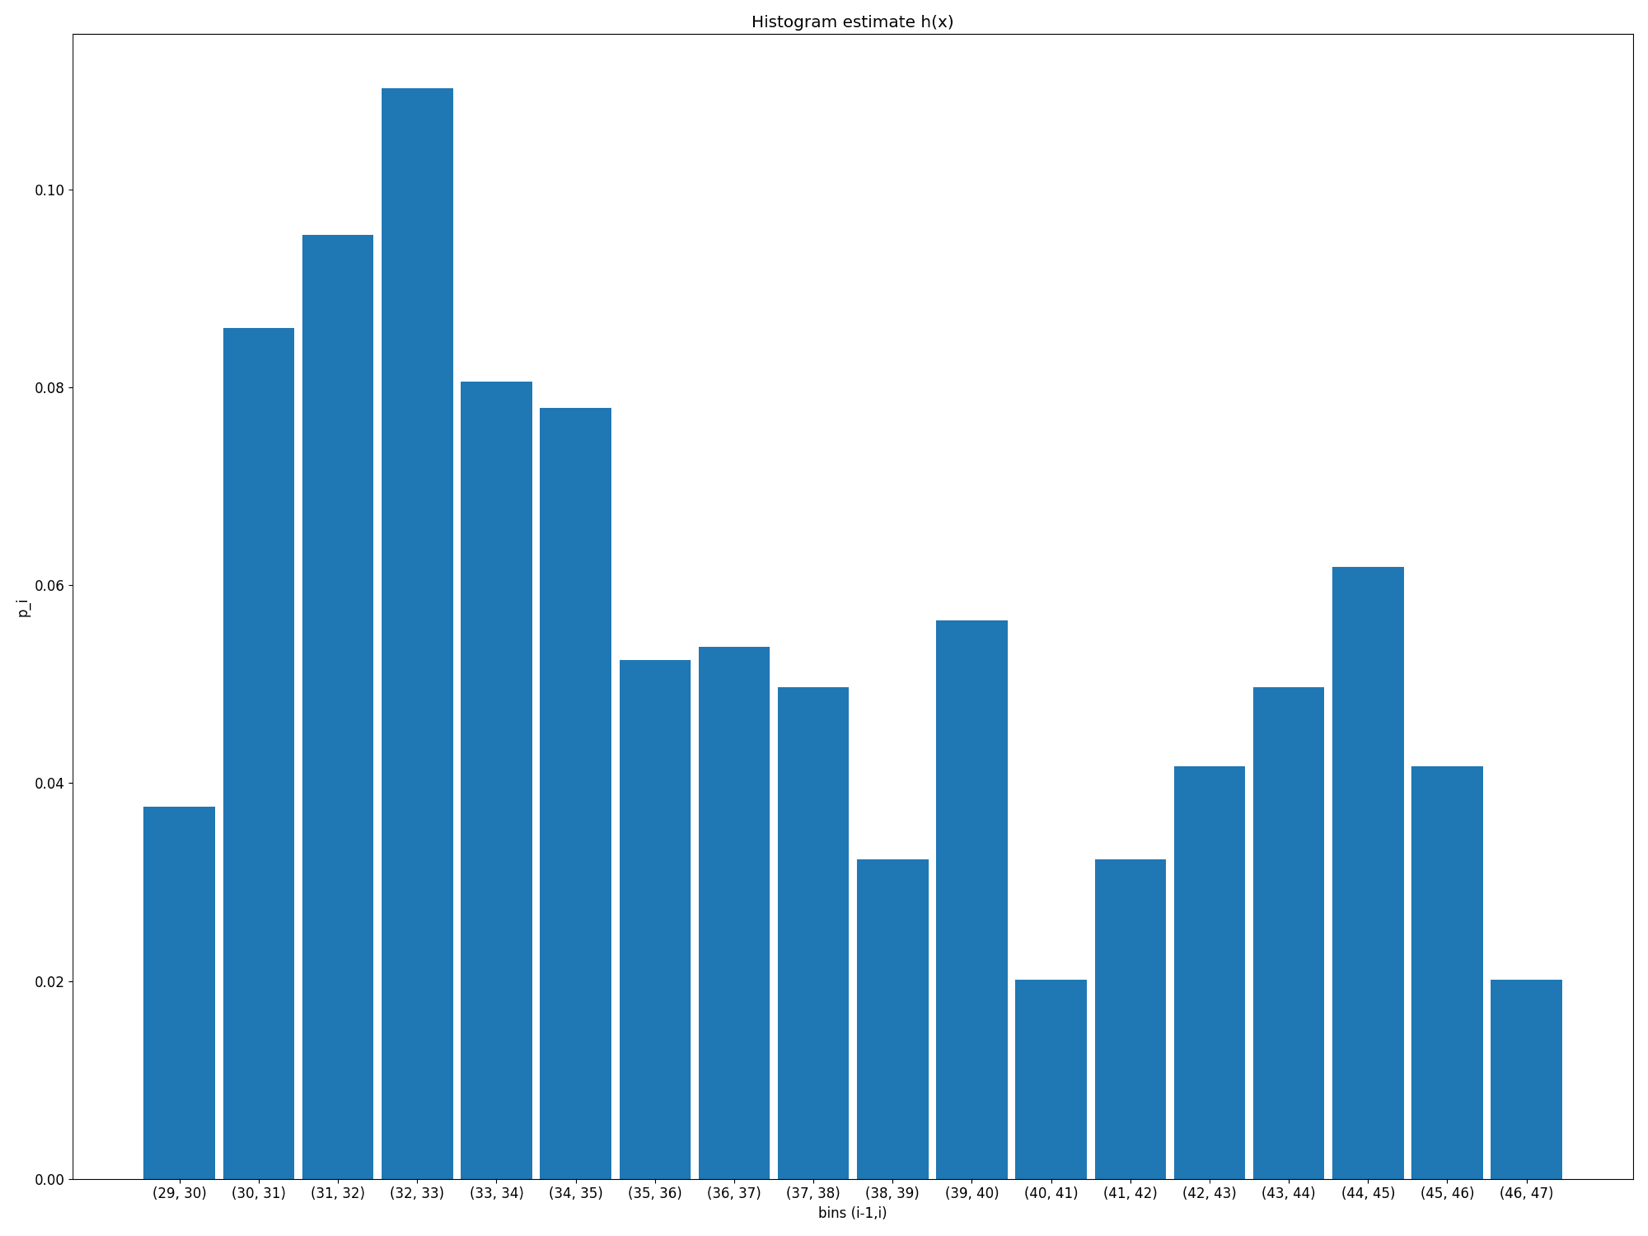 Histogram estimate h(x)
p_i
0.10
0.08
0.06
0.04
0.02
0.00
(29, 30) (30, 31) (31, 32) (32, 33) (33, 34) (34, 35) (35, 36) (36, 37) (37, 38) (38, 39) (39, 40) (40, 41) (41, 42) (42, 43) (43, 44) (44, 45) (45, 46) (46, 47)
bins (i-1,i)